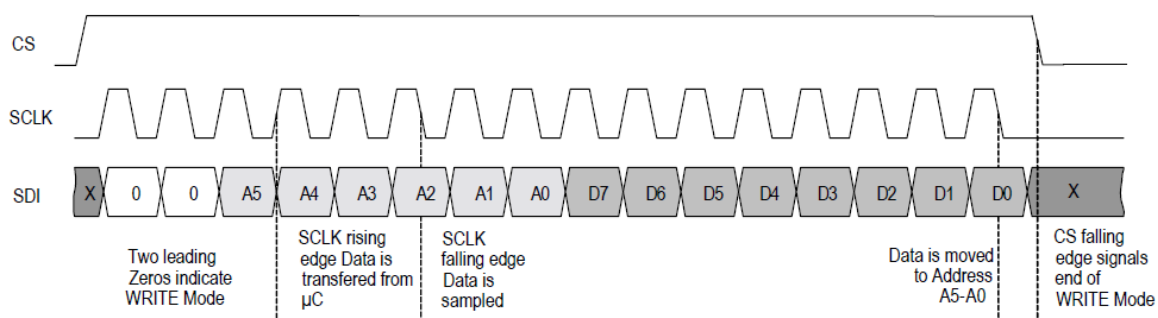 CS
SCLK
SDI X 0 0 A5 A4 A3 A2 A1 A0 D7 D6 D5 D4 D3 D2 D1 D0 X
Two leading
Zeros indicate
WRITE Mode
SCLK rising
edge Data is
transfered from
µC
SCLK
falling edge
Data is
sampled
Data is moved
to Address
A5-A0
CS falling
edge signals
end of
WRITE Mode